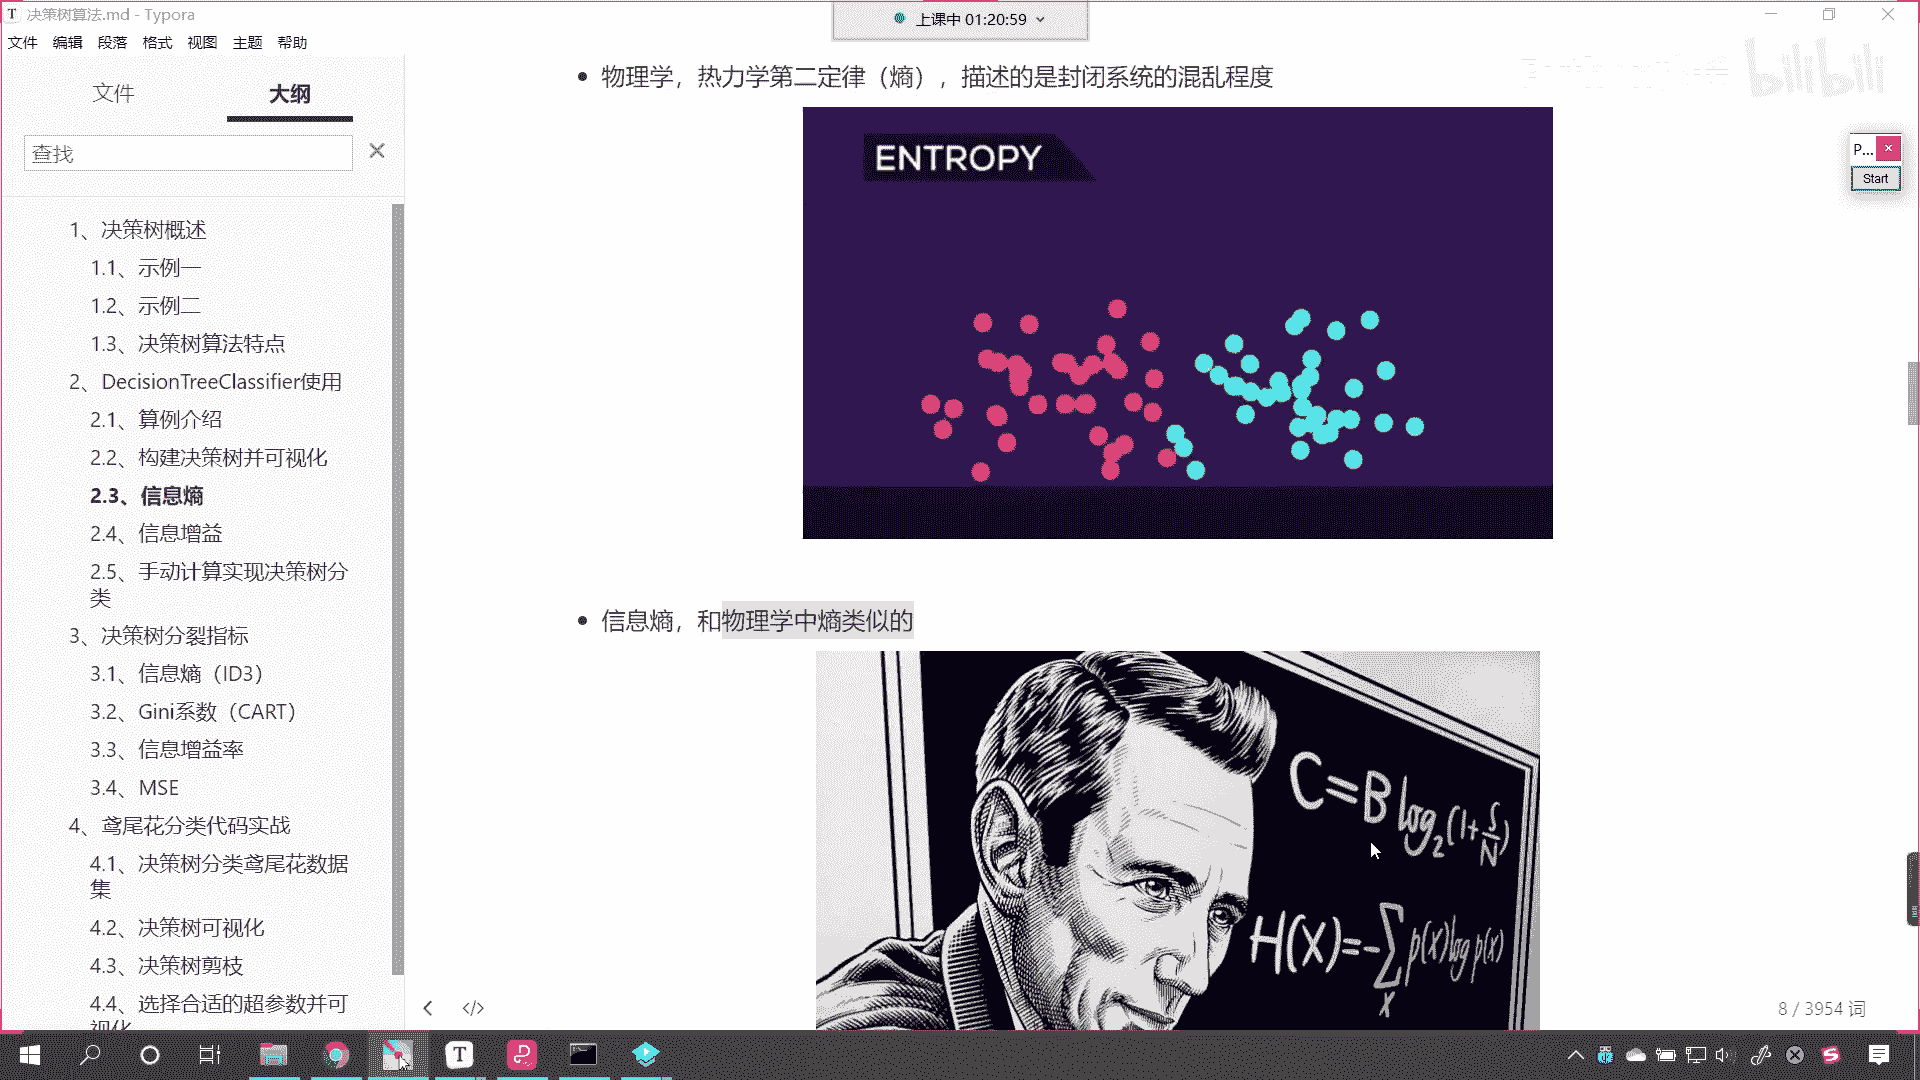 决策树算法.md - Typora
上课中 01:20:59
文件 编辑 段落 格式 视图 主题 帮助
文件 大纲
查找
1、决策树概述
1.1、示例一
1.2、示例二
1.3、决策树算法特点
2、DecisionTreeClassifier使用
2.1、算例介绍
2.2、构建决策树并可视化
2.3、信息熵
2.4、信息增益
2.5、手动计算实现决策树分
类
3、决策树分裂指标
3.1、信息熵（ID3）
3.2、Gini系数（CART）
3.3、信息增益率
3.4、MSE
4、鸢尾花分类代码实战
4.1、决策树分类鸢尾花数据
集
4.2、决策树可视化
4.3、决策树剪枝
4.4、选择合适的超参数并可
视化
物理学，热力学第二定律（熵），描述的是封闭系统的混乱程度
ENTROPY
信息熵，和物理学中熵类似的
C=B log₂(1+S/N)
H(X)=-∑ₓ p(x) log p(x)
bilibili
P...
Start
8 / 3954 词